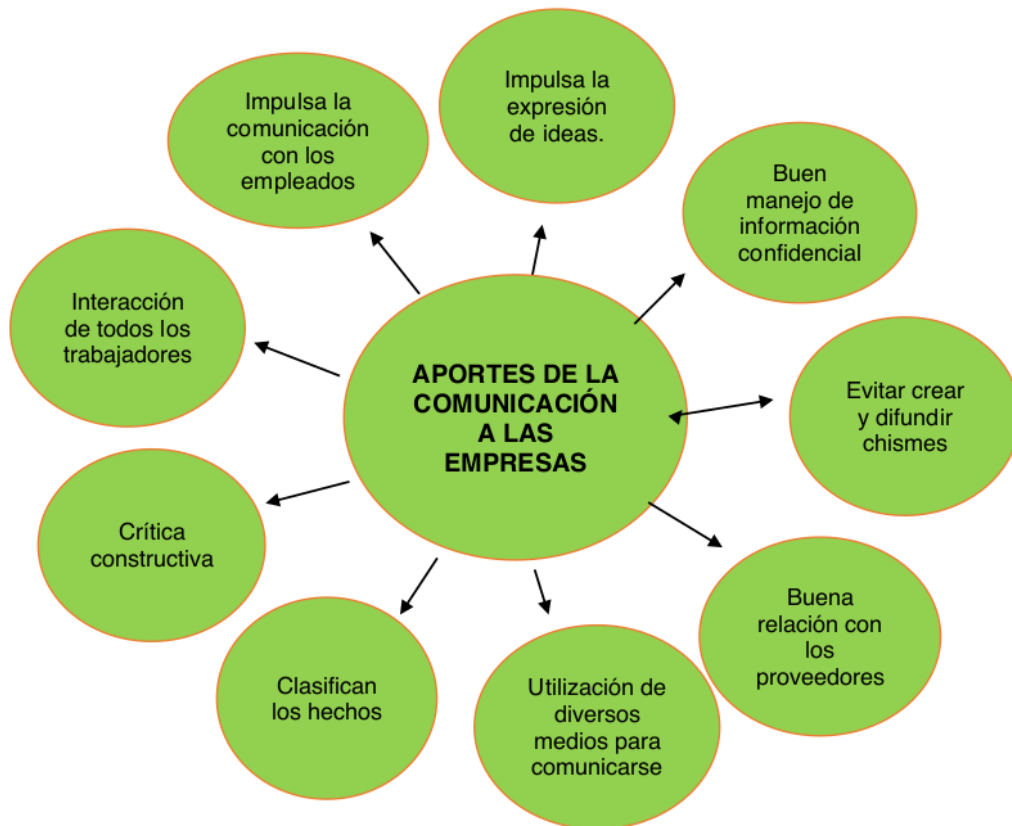 Impulsa la
comunicación
con los
empleados
Impulsa la
expresión
de ideas.
Buen
manejo de
información
confidencial
Interacción
de todos los
trabajadores
APORTES DE LA
COMUNICACIÓN
A LAS
EMPRESAS
Evitar crear
y difundir
chismes
Crítica
constructiva
Buena
relación con
los
proveedores
Clasifican
los hechos
Utilización de
diversos
medios para
comunicarse